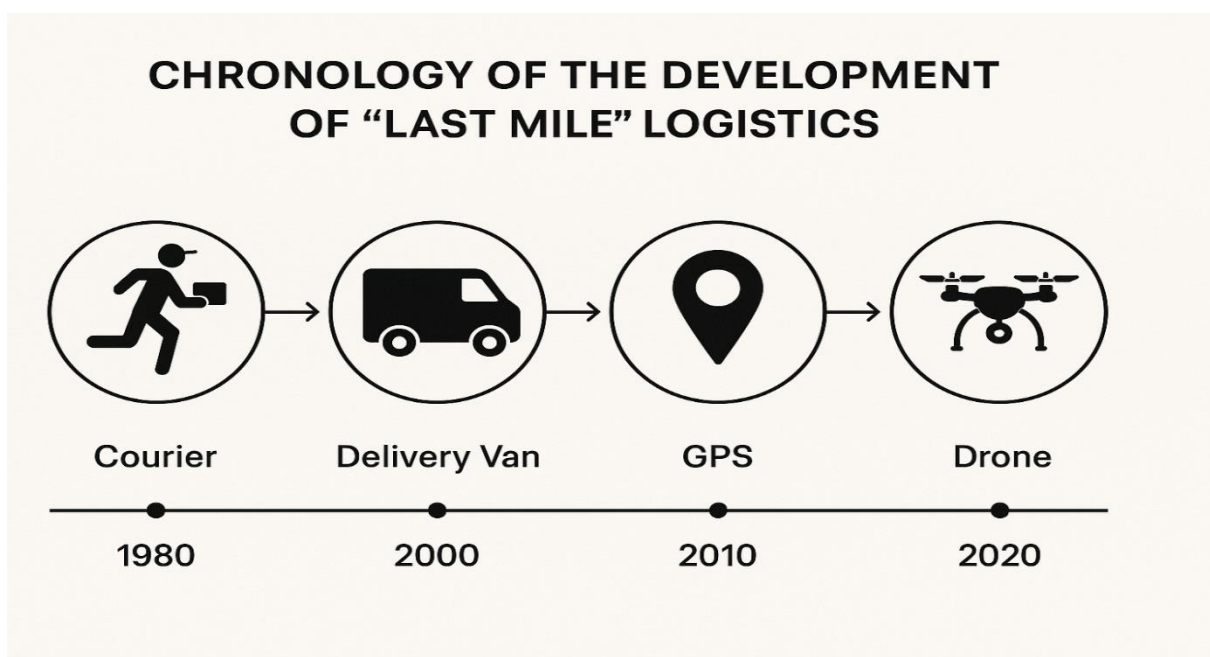 CHRONOLOGY OF THE DEVELOPMENT
OF “LAST MILE” LOGISTICS
Courier Delivery Van GPS Drone
1980 2000 2010 2020